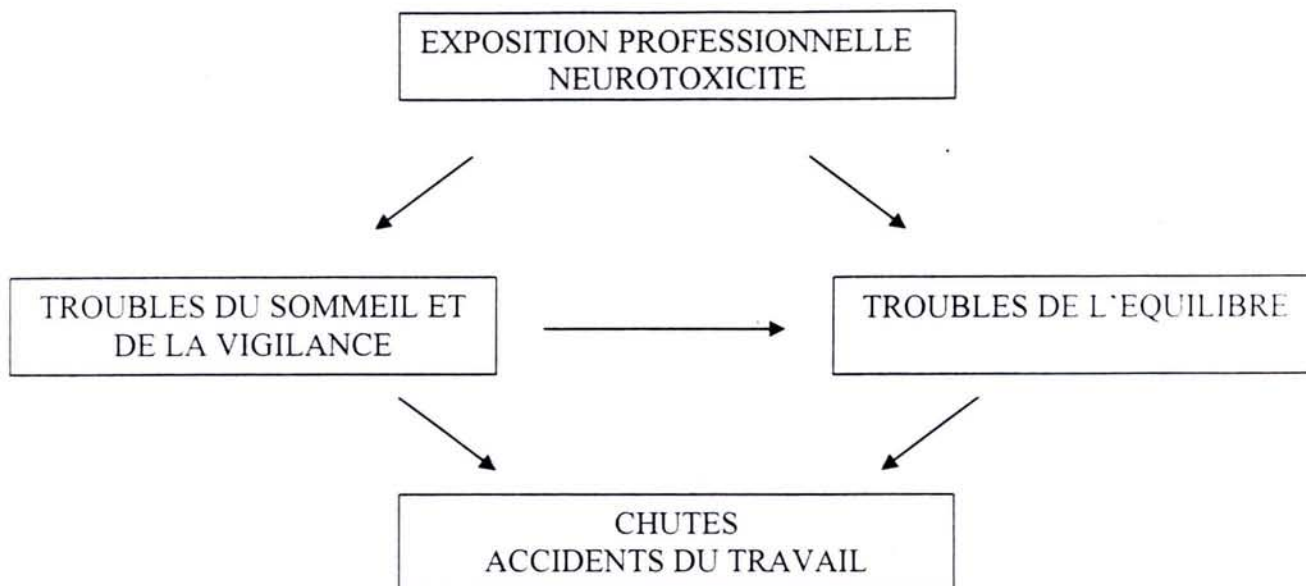 EXPOSITION PROFESSIONNELLE
NEUROTOXICITE
TROUBLES DU SOMMEIL ET
DE LA VIGILANCE
TROUBLES DE L'EQUILIBRE
CHUTES
ACCIDENTS DU TRAVAIL